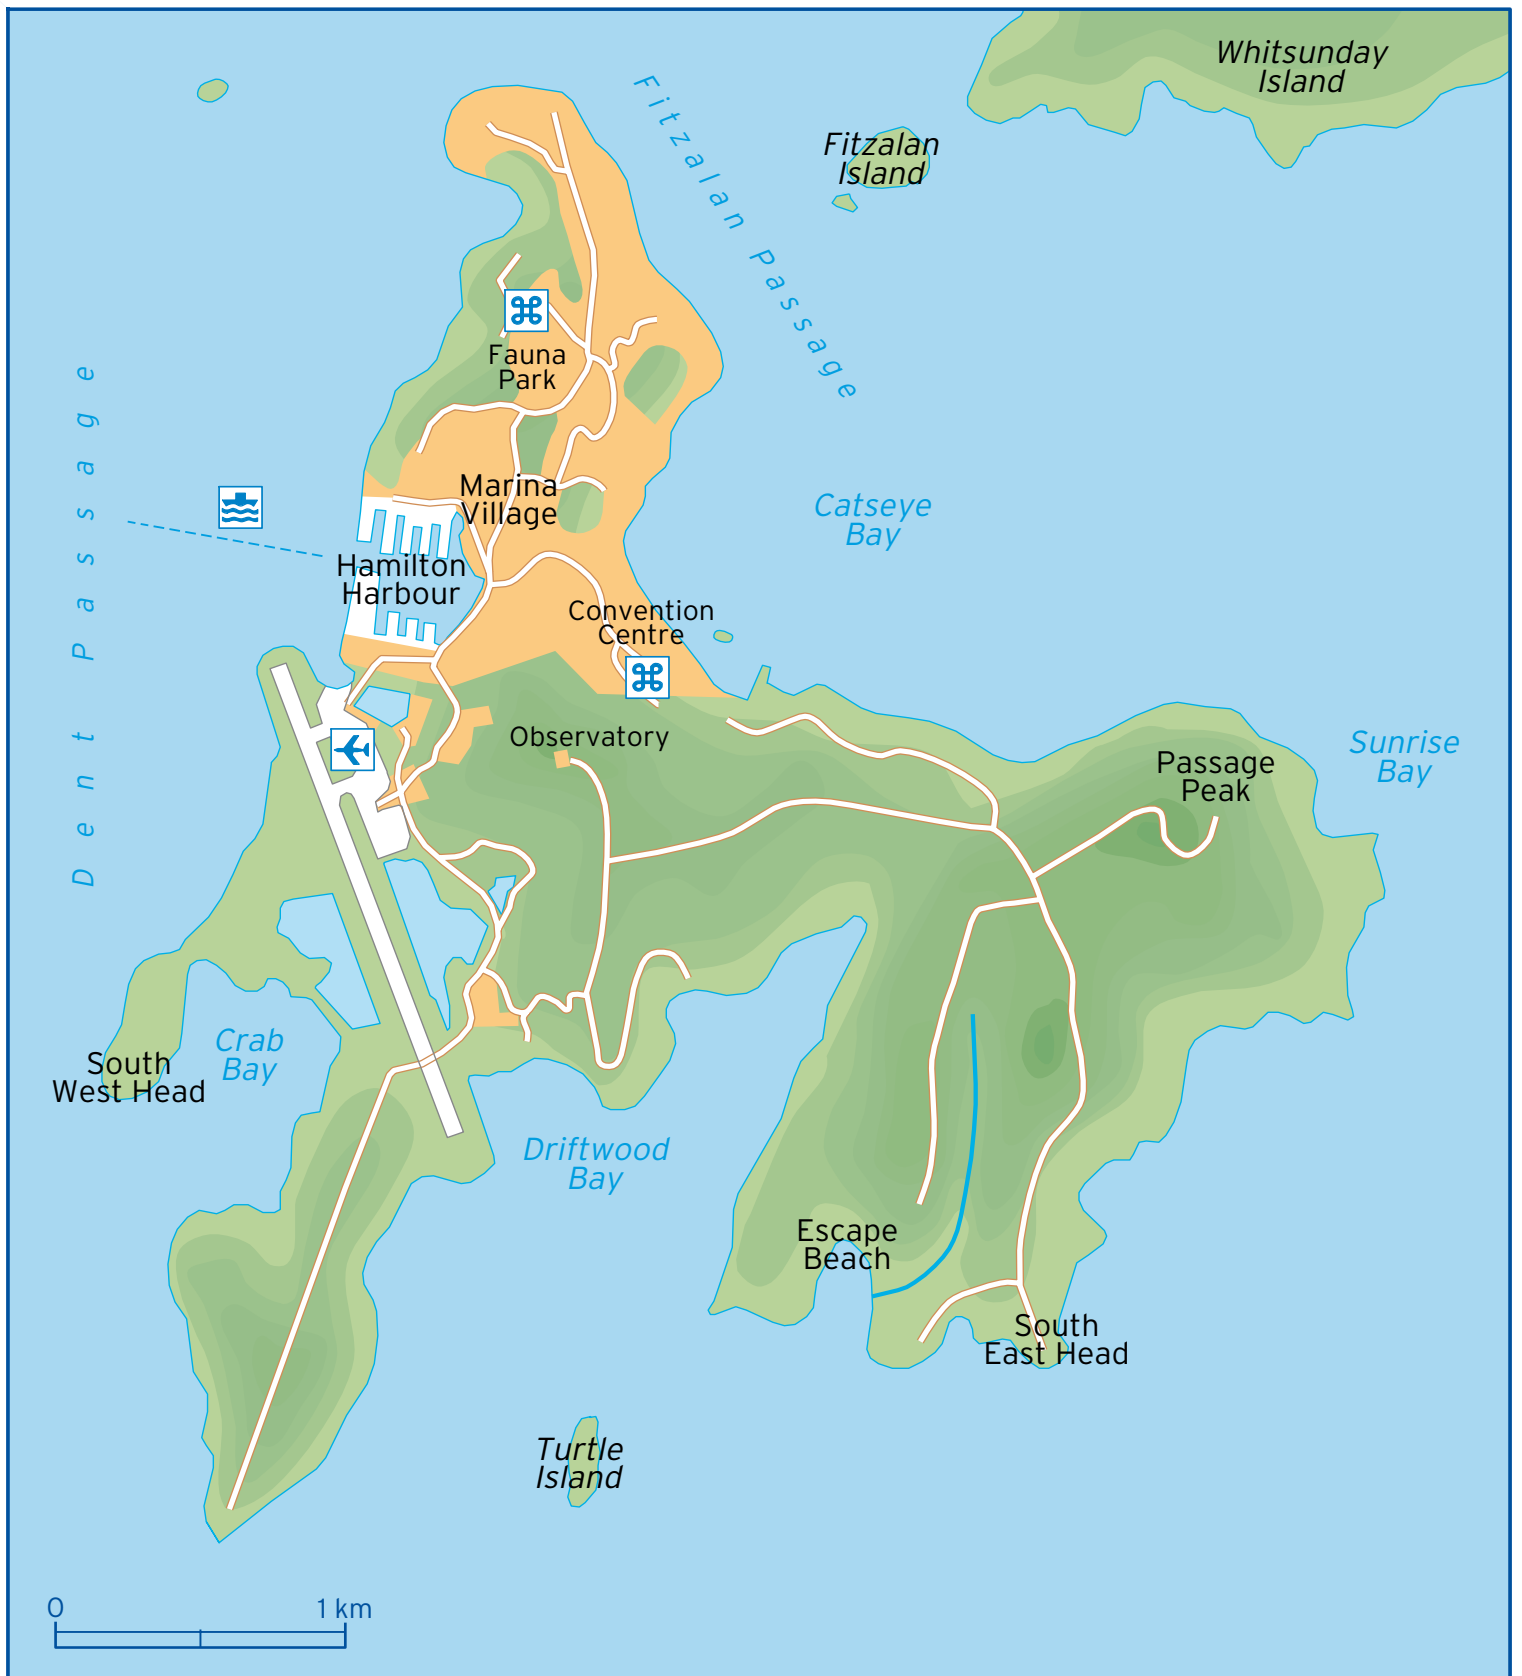 Whitsunday
Island
Fitzalan Passage
Fitzalan
Island
Fauna
Park
Dent Passage
Marina
Village
Catseye
Bay
Hamilton
Harbour
Convention
Centre
Observatory
Sunrise
Bay
Passage
Peak
Crab
Bay
South
West Head
Driftwood
Bay
Escape
Beach
South
East Head
Turtle
Island
0 1 km